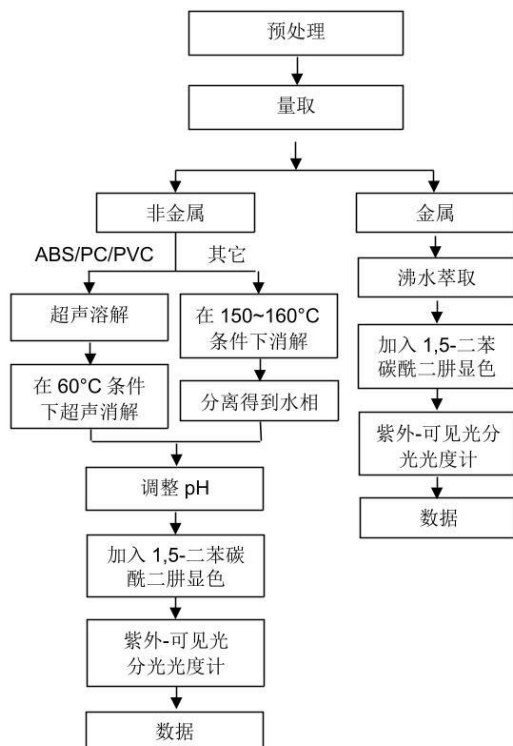 预处理
量取
非金属
金属
ABS/PC/PVC
其它
沸水萃取
超声溶解
在 150~160°C
条件下消解
加入 1,5-二苯
碳酰二肼显色
在 60°C 条件
下超声消解
分离得到水相
紫外-可见光分
光光度计
调整 pH
数据
加入 1,5-二苯碳
酰二肼显色
紫外-可见光
分光光度计
数据